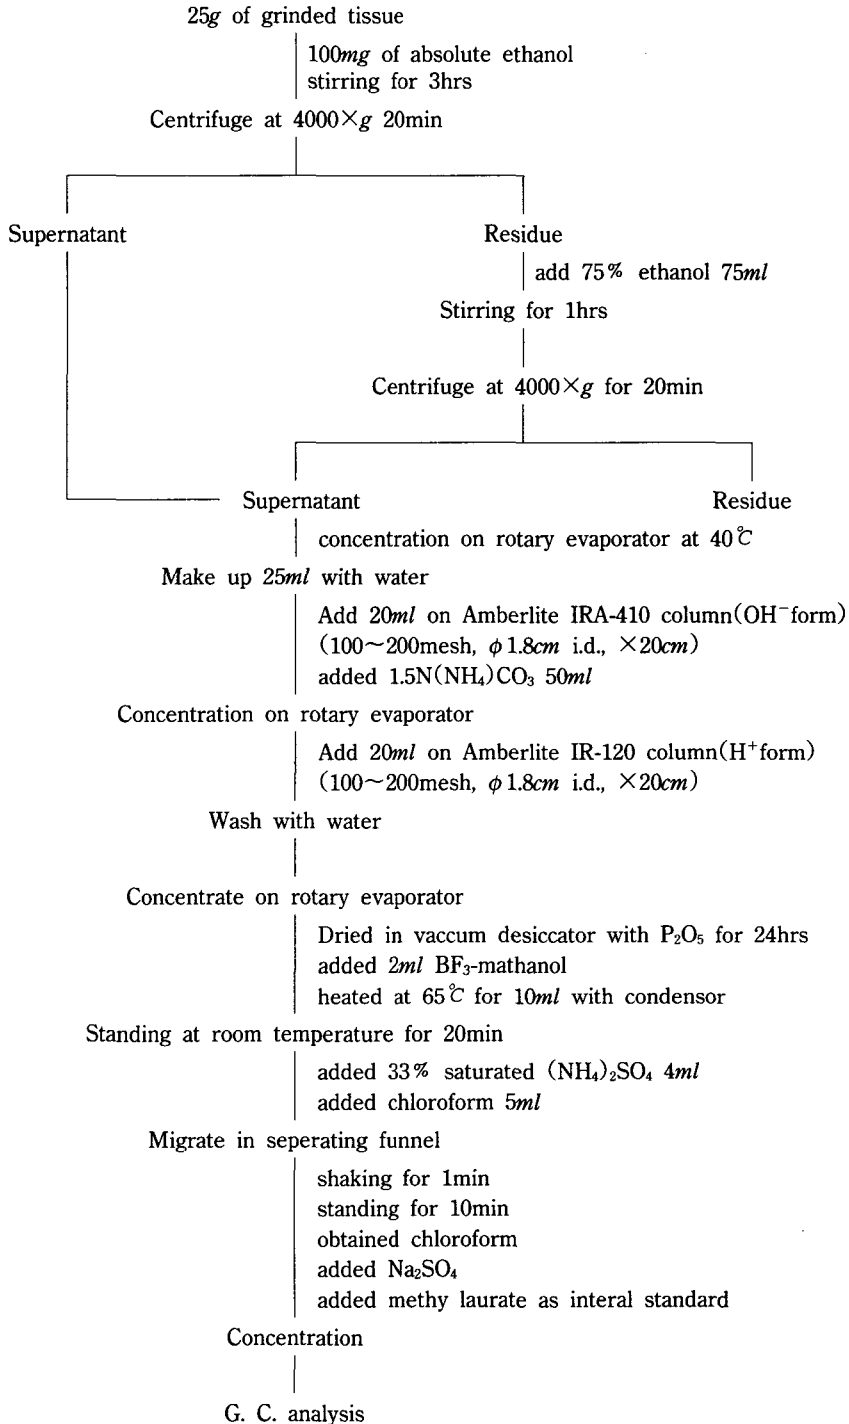 25g of grinded tissue
100mg of absolute ethanol
stirring for 3hrs
Centrifuge at 4000×g 20min
Supernatant
Residue
add 75% ethanol 75ml
Stirring for 1hrs
Centrifuge at 4000×g for 20min
Supernatant
Residue
concentration on rotary evaporator at 40℃
Make up 25ml with water
Add 20ml on Amberlite IRA-410 column(OH⁻form)
(100~200mesh, φ1.8cm i.d., ×20cm)
added 1.5N(NH₄)CO₃ 50ml
Concentration on rotary evaporator
Add 20ml on Amberlite IR-120 column(H⁺form)
(100~200mesh, φ1.8cm i.d., ×20cm)
Wash with water
Concentrate on rotary evaporator
Dried in vaccum desiccator with P₂O₅ for 24hrs
added 2ml BF₃-mathanol
heated at 65℃ for 10ml with condensor
Standing at room temperature for 20min
added 33% saturated (NH₄)₂SO₄ 4ml
added chloroform 5ml
Migrate in seperating funnel
shaking for 1min
standing for 10min
obtained chloroform
added Na₂SO₄
added methy laurate as interal standard
Concentration
G. C. analysis